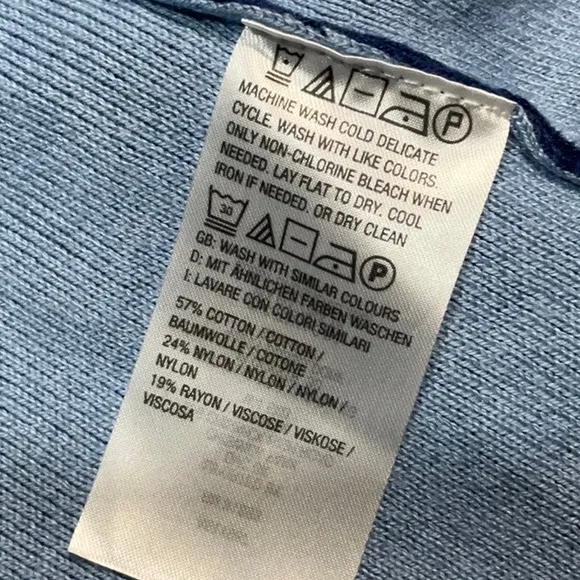 P
MACHINE WASH COLD DELICATE
CYCLE. WASH WITH LIKE COLORS.
ONLY NON-CHLORINE BLEACH WHEN
NEEDED. LAY FLAT TO DRY. COOL
IRON IF NEEDED. OR DRY CLEAN
30 P
GB: WASH WITH SIMILAR COLOURS
D: MIT ÄHNLICHEN FARBEN WASCHEN
I: LAVARE CON COLORI SIMILARI
57% COTTON / COTON /
BAUMWOLLE / COTONE
24% NYLON / NYLON / NYLON /
NYLON
19% RAYON / VISCOSE / VISKOSE /
VISCOSA